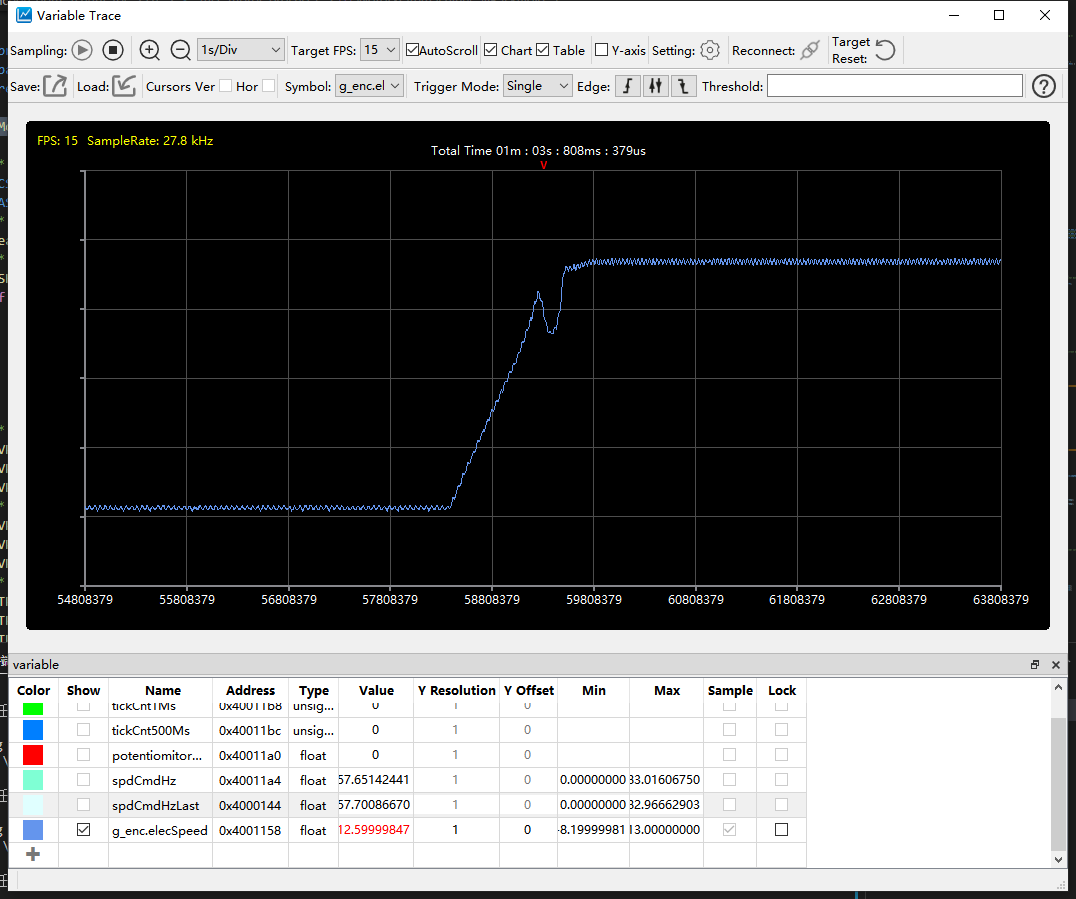 Variable Trace
Sampling: 1s/Div Target FPS: 15 AutoScroll Chart Table Y-axis Setting: Reconnect: Target Reset:
Save: Load: Cursors Ver Hor Symbol: g_enc.el Trigger Mode: Single Edge: Threshold:
FPS: 15 SampleRate: 27.8 kHz
Total Time 01m : 03s : 808ms : 379us
V
54808379 55808379 56808379 57808379 58808379 59808379 60808379 61808379 62808379 63808379
variable
Color Show Name Address Type Value Y Resolution Y Offset Min Max Sample Lock
tickCnt1Ms 0x40011b8 unsig... 0 1 0
tickCnt500Ms 0x40011bc unsig... 0 1 0
potentiomitor... 0x40011a0 float 0 1 0
spdCmdHz 0x40011a4 float 57.65142441 1 0 0.00000000 33.01606750
spdCmdHzLast 0x4000144 float 57.70086670 1 0 0.00000000 32.96662903
g_enc.elecSpeed 0x4001158 float 12.59999847 1 0 -8.19999981 13.00000000